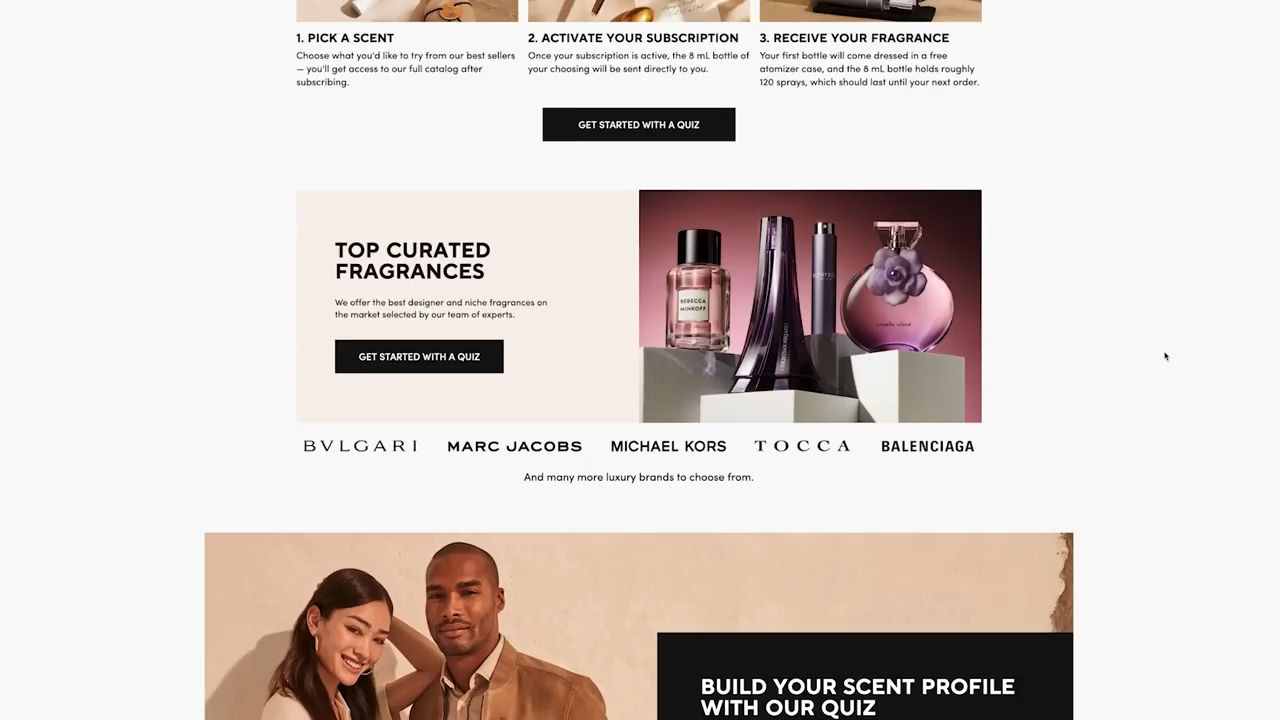 1. PICK A SCENT
Choose what you'd like to try from our best sellers
— you'll get access to our full catalog after
subscribing.
2. ACTIVATE YOUR SUBSCRIPTION
Once your subscription is active, the 8 mL bottle of
your choosing will be sent directly to you.
3. RECEIVE YOUR FRAGRANCE
Your first bottle will come dressed in a free
atomizer case, and the 8 mL bottle holds roughly
120 sprays, which should last until your next order.
GET STARTED WITH A QUIZ
TOP CURATED
FRAGRANCES
We offer the best designer and niche fragrances on
the market selected by our team of experts.
GET STARTED WITH A QUIZ
REBECCA
MINKOFF
BVLGARI
MARC JACOBS
MICHAEL KORS
TOCCA
BALENCIAGA
And many more luxury brands to choose from.
BUILD YOUR SCENT PROFILE
WITH OUR QUIZ